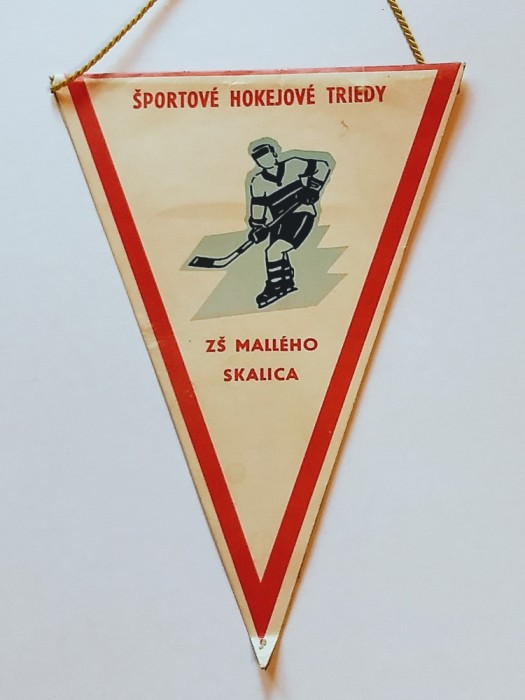 ŠPORTOVÉ HOKEJOVÉ TRIEDY
ZŠ MALLÉHO
SKALICA